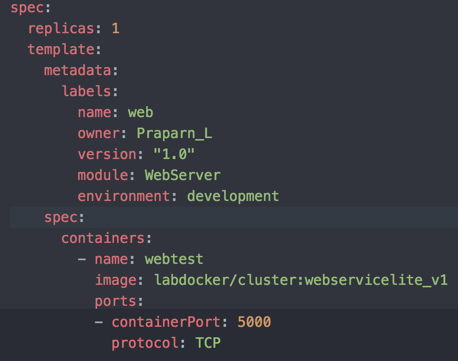 spec:
  replicas: 1
  template:
    metadata:
      labels:
        name: web
        owner: Praparn_L
        version: "1.0"
        module: WebServer
        environment: development
    spec:
      containers:
        - name: webtest
          image: labdocker/cluster:webservicelite_v1
          ports:
          - containerPort: 5000
            protocol: TCP